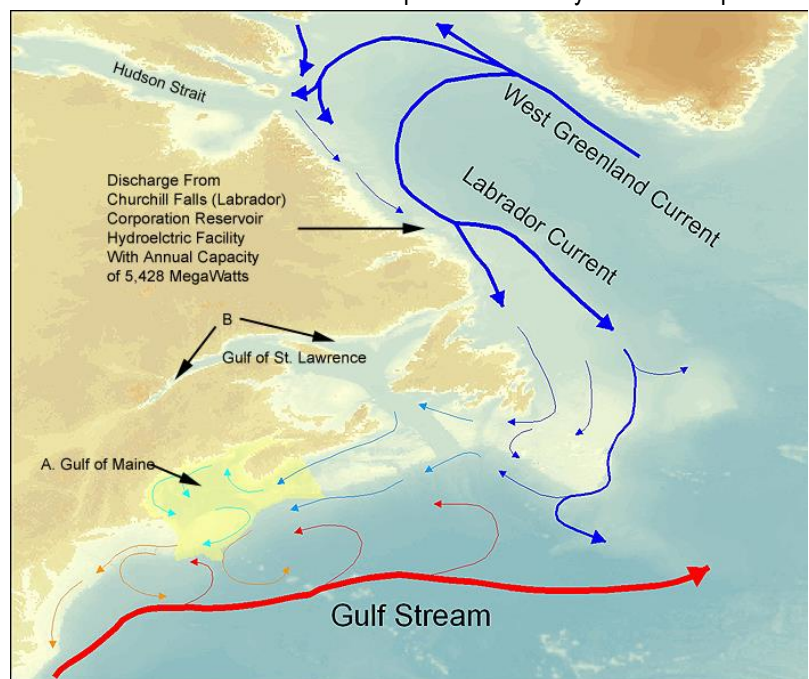 Hudson Strait
West Greenland Current
Discharge From
Churchill Falls (Labrador)
Corporation Reservoir
Hydroelctric Facility
With Annual Capacity
of 5,428 MegaWatts
Labrador Current
B
Gulf of St. Lawrence
A. Gulf of Maine
Gulf Stream